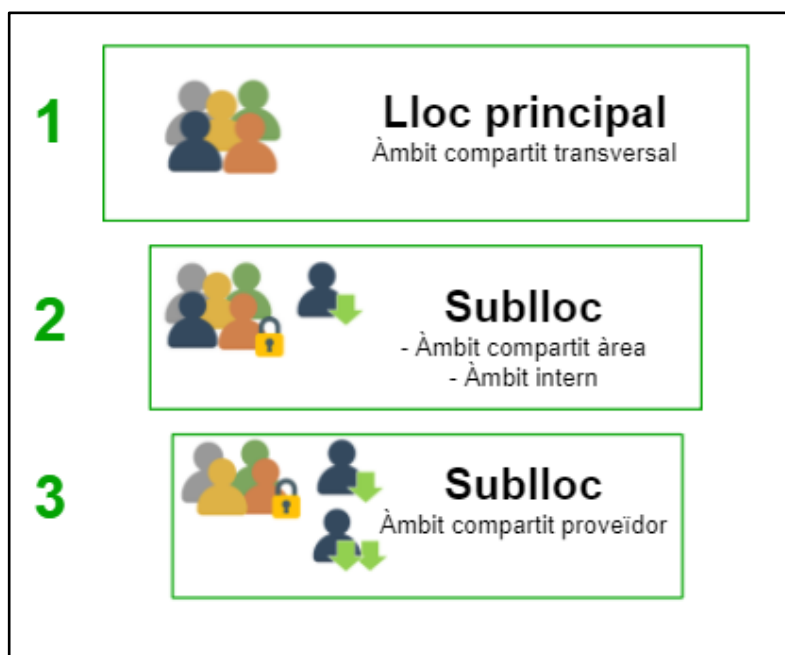 1
Lloc principal
Àmbit compartit transversal
2
Sublloc
- Àmbit compartit àrea
- Àmbit intern
3
Sublloc
Àmbit compartit proveïdor